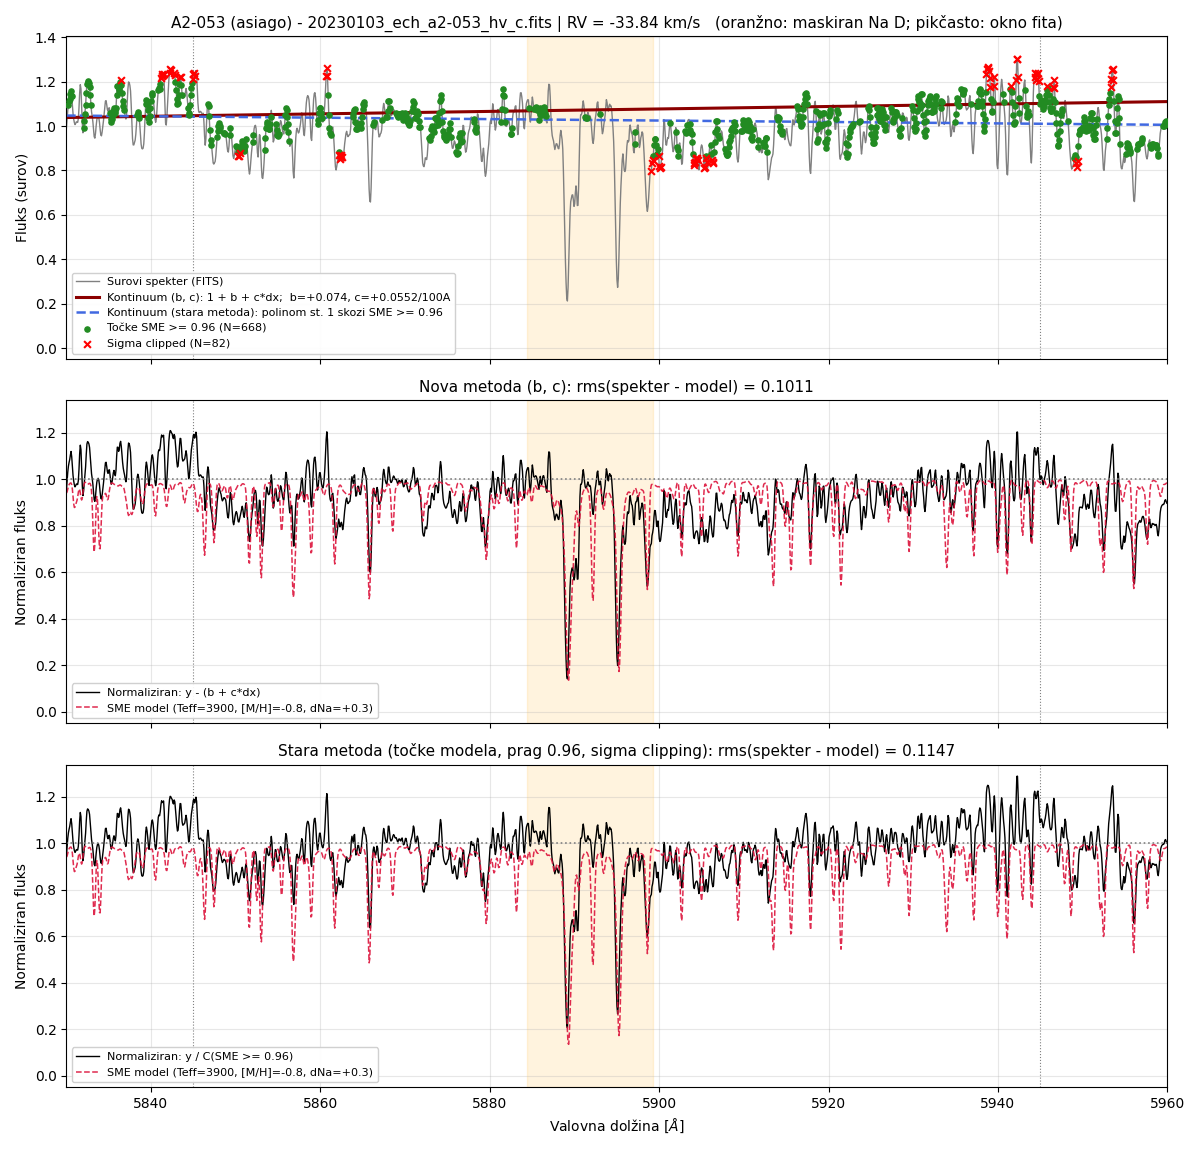 A2-053 (asiago) - 20230103_ech_a2-053_hv_c.fits | RV = -33.84 km/s   (oranžno: maskiran Na D; pikčasto: okno fita)
Fluks (surov)
1.4
1.2
1.0
0.8
0.6
0.4
0.2
0.0
Surovi spekter (FITS)
Kontinuum (b, c): 1 + b + c*dx;  b=+0.074, c=+0.0552/100A
Kontinuum (stara metoda): polinom st. 1 skozi SME >= 0.96
Točke SME >= 0.96 (N=668)
Sigma clipped (N=82)
Nova metoda (b, c): rms(spekter - model) = 0.1011
Normaliziran fluks
1.2
1.0
0.8
0.6
0.4
0.2
0.0
Normaliziran: y - (b + c*dx)
SME model (Teff=3900, [M/H]=-0.8, dNa=+0.3)
Stara metoda (točke modela, prag 0.96, sigma clipping): rms(spekter - model) = 0.1147
Normaliziran fluks
1.2
1.0
0.8
0.6
0.4
0.2
0.0
Normaliziran: y / C(SME >= 0.96)
SME model (Teff=3900, [M/H]=-0.8, dNa=+0.3)
5840 5860 5880 5900 5920 5940 5960
Valovna dolžina [Å]